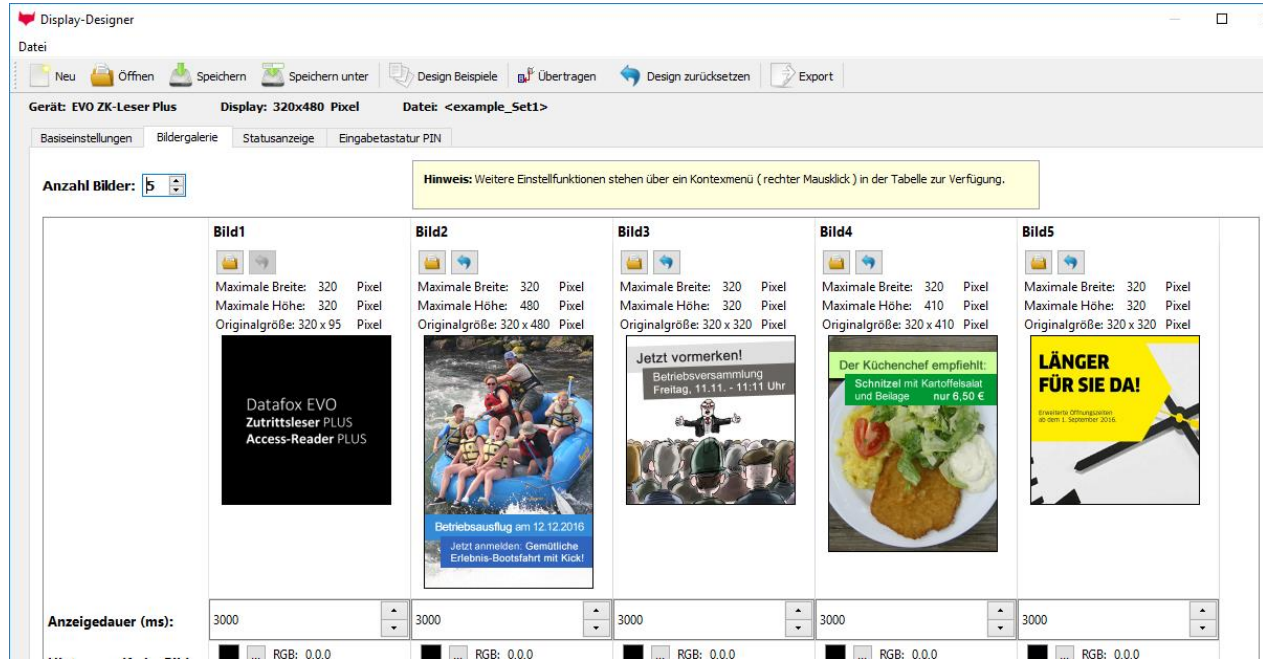 Display-Designer
Datei
Neu Öffnen Speichern Speichern unter Design Beispiele Übertragen Design zurücksetzen Export
Gerät: EVO ZK-Leser Plus Display: 320x480 Pixel Datei: <example_Set1>
Basiseinstellungen Bildergalerie Statusanzeige Eingabetastatur PIN
Anzahl Bilder: 5
Hinweis: Weitere Einstellfunktionen stehen über ein Kontexmenü ( rechter Mausklick ) in der Tabelle zur Verfügung.
Bild1 Bild2 Bild3 Bild4 Bild5
Maximale Breite: 320 Pixel Maximale Breite: 320 Pixel Maximale Breite: 320 Pixel Maximale Breite: 320 Pixel Maximale Breite: 320 Pixel
Maximale Höhe: 320 Pixel Maximale Höhe: 480 Pixel Maximale Höhe: 320 Pixel Maximale Höhe: 410 Pixel Maximale Höhe: 320 Pixel
Originalgröße: 320 x 95 Pixel Originalgröße: 320 x 480 Pixel Originalgröße: 320 x 320 Pixel Originalgröße: 320 x 410 Pixel Originalgröße: 320 x 320 Pixel
Datafox EVO
Zutrittsleser PLUS
Access-Reader PLUS
Betriebsausflug am 12.12.2016
Jetzt anmelden: Gemütliche
Erlebnis-Bootsfahrt mit Kick!
Jetzt vormerken!
Betriebsversammlung
Freitag, 11.11. - 11:11 Uhr
Der Küchenchef empfiehlt:
Schnitzel mit Kartoffelsalat
und Beilage nur 6,50 €
LÄNGER
FÜR SIE DA!
Erweiterte Öffnungszeiten
ab dem 1. September 2016.
Anzeigedauer (ms): 3000 3000 3000 3000 3000
... RGB: 0,0,0 ... RGB: 0,0,0 ... RGB: 0,0,0 ... RGB: 0,0,0 ... RGB: 0,0,0